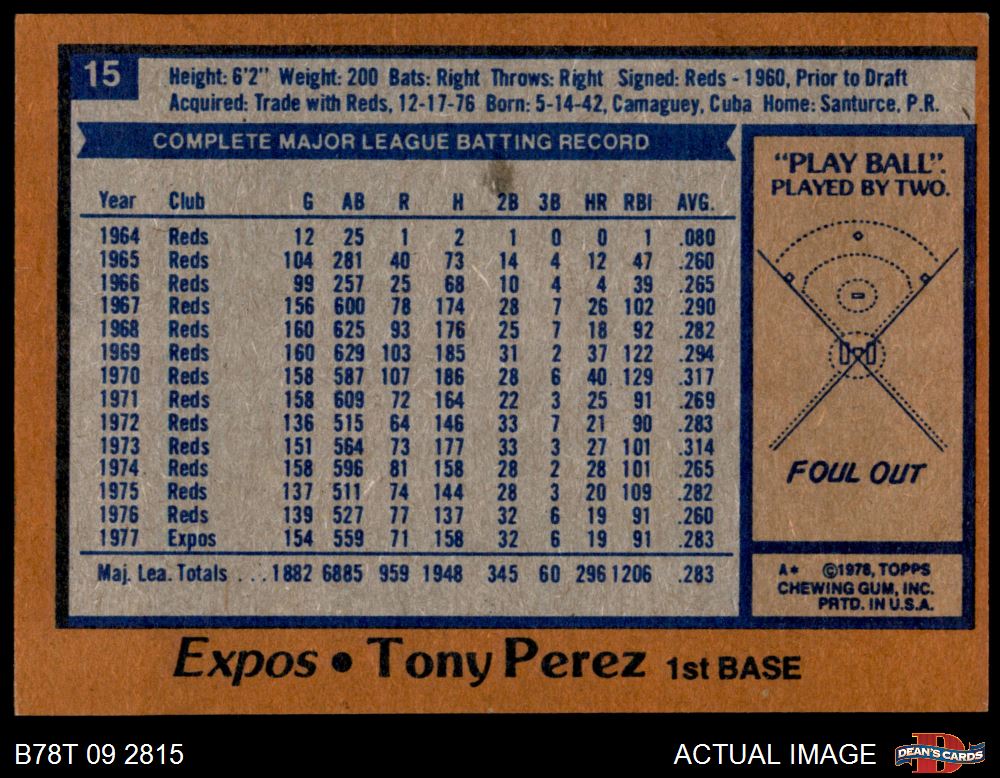 15
Height: 6'2" Weight: 200 Bats: Right Throws: Right Signed: Reds - 1960, Prior to Draft
Acquired: Trade with Reds, 12-17-76 Born: 5-14-42, Camaguey, Cuba Home: Santurce, P.R.
COMPLETE MAJOR LEAGUE BATTING RECORD
Year Club G AB R H 2B 3B HR RBI AVG.
1964 Reds 12 25 1 2 1 0 0 1 .080
1965 Reds 104 281 40 73 14 4 12 47 .260
1966 Reds 99 257 25 68 10 4 4 39 .265
1967 Reds 156 600 78 174 28 7 26 102 .290
1968 Reds 160 625 93 176 25 7 18 92 .282
1969 Reds 160 629 103 185 31 2 37 122 .294
1970 Reds 158 587 107 186 28 6 40 129 .317
1971 Reds 158 609 72 164 22 3 25 91 .269
1972 Reds 136 515 64 146 33 7 21 90 .283
1973 Reds 151 564 73 177 33 3 27 101 .314
1974 Reds 158 596 81 158 28 2 28 101 .265
1975 Reds 137 511 74 144 28 3 20 109 .282
1976 Reds 139 527 77 137 32 6 19 91 .260
1977 Expos 154 559 71 158 32 6 19 91 .283
Maj. Lea. Totals ... 1882 6885 959 1948 345 60 296 1206 .283
"PLAY BALL".
PLAYED BY TWO.
FOUL OUT
A* ©1978, TOPPS
CHEWING GUM, INC.
PRTD. IN U.S.A.
Expos • Tony Perez 1st BASE
B78T 09 2815
ACTUAL IMAGE
DEAN'S CARDS